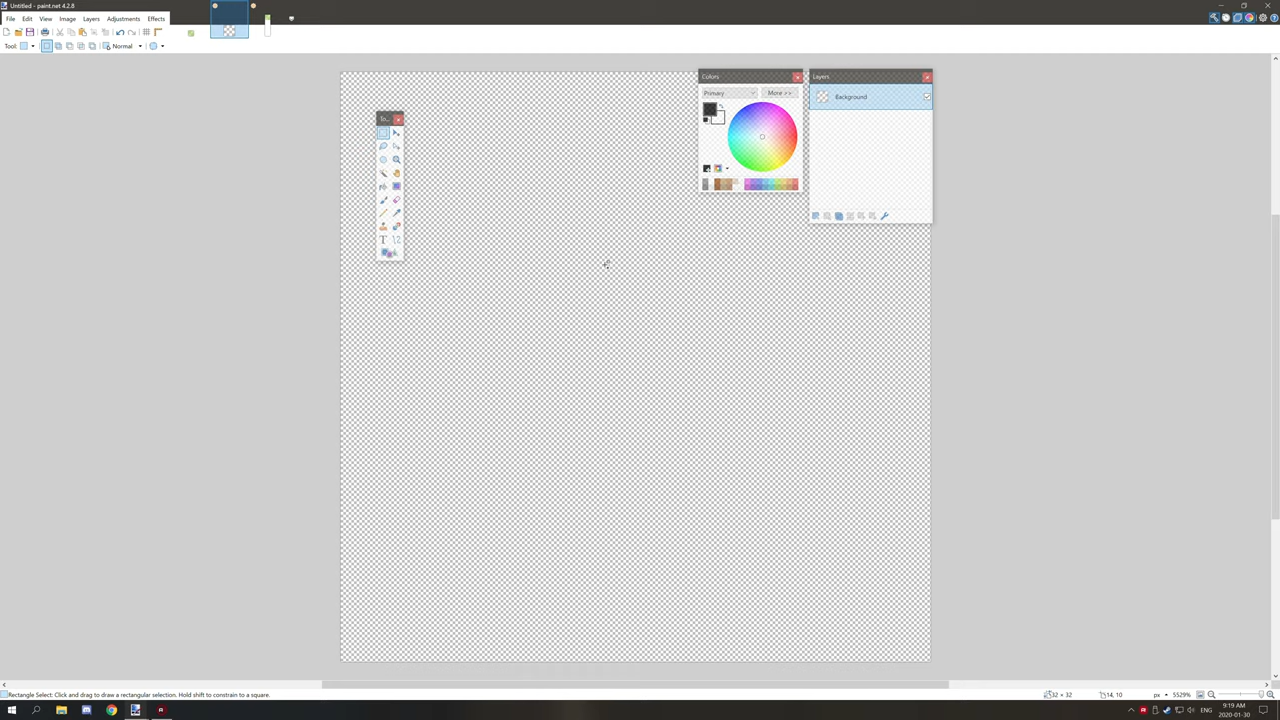 Untitled - paint.net 4.2.8
File Edit View Image Layers Adjustments Effects
Tool: Normal
Colors
Layers
Primary
More >>
Background
To...
T
Rectangle Select: Click and drag to draw a rectangular selection. Hold shift to constrain to a square.
32 × 32
14, 10
px
5529%
ENG
9:19 AM
2020-01-30